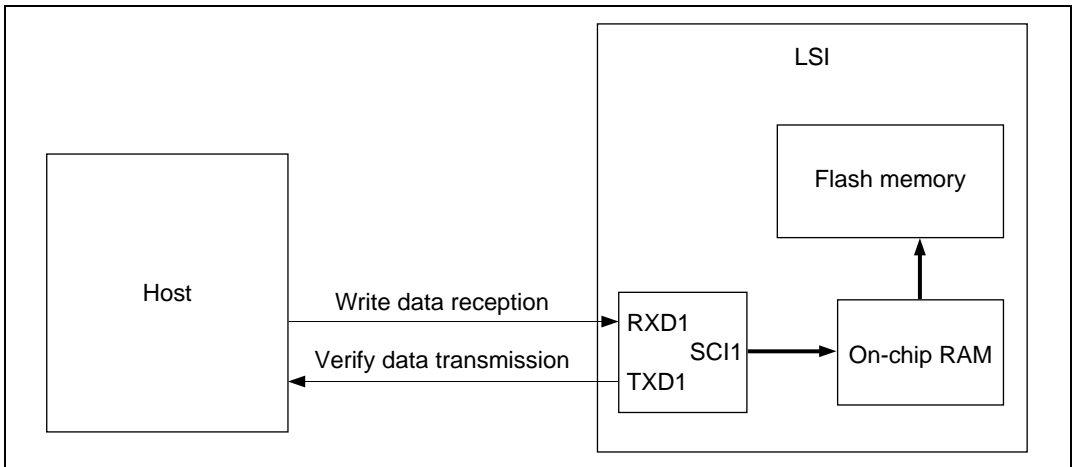 LSI
Flash memory
Host
Write data reception
RXD1
SCI1
On-chip RAM
Verify data transmission
TXD1